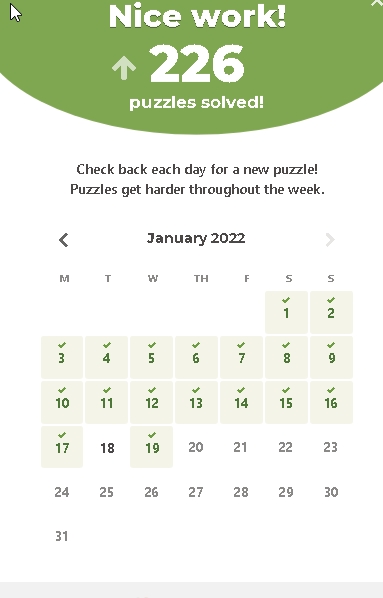 Nice work!
226
puzzles solved!
Check back each day for a new puzzle!
Puzzles get harder throughout the week.
January 2022
M T W TH F S S
1 2
3 4 5 6 7 8 9
10 11 12 13 14 15 16
17 18 19 20 21 22 23
24 25 26 27 28 29 30
31